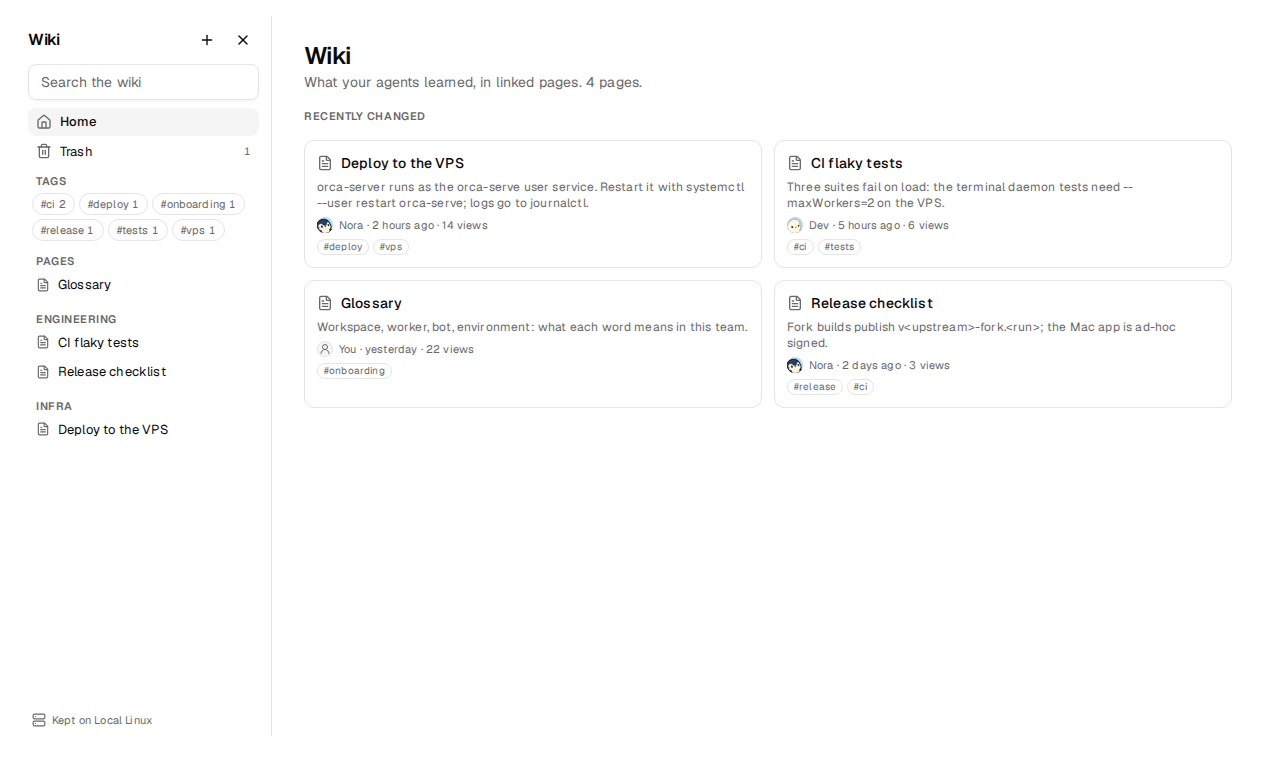 Wiki
Search the wiki
Home
Trash 1
TAGS
#ci 2 #deploy 1 #onboarding 1
#release 1 #tests 1 #vps 1
PAGES
Glossary
ENGINEERING
CI flaky tests
Release checklist
INFRA
Deploy to the VPS
Kept on Local Linux
Wiki
What your agents learned, in linked pages. 4 pages.
RECENTLY CHANGED
Deploy to the VPS
orca-server runs as the orca-serve user service. Restart it with systemctl
--user restart orca-serve; logs go to journalctl.
Nora · 2 hours ago · 14 views
#deploy #vps
CI flaky tests
Three suites fail on load: the terminal daemon tests need --
maxWorkers=2 on the VPS.
Dev · 5 hours ago · 6 views
#ci #tests
Glossary
Workspace, worker, bot, environment: what each word means in this team.
You · yesterday · 22 views
#onboarding
Release checklist
Fork builds publish v<upstream>-fork.<run>; the Mac app is ad-hoc
signed.
Nora · 2 days ago · 3 views
#release #ci